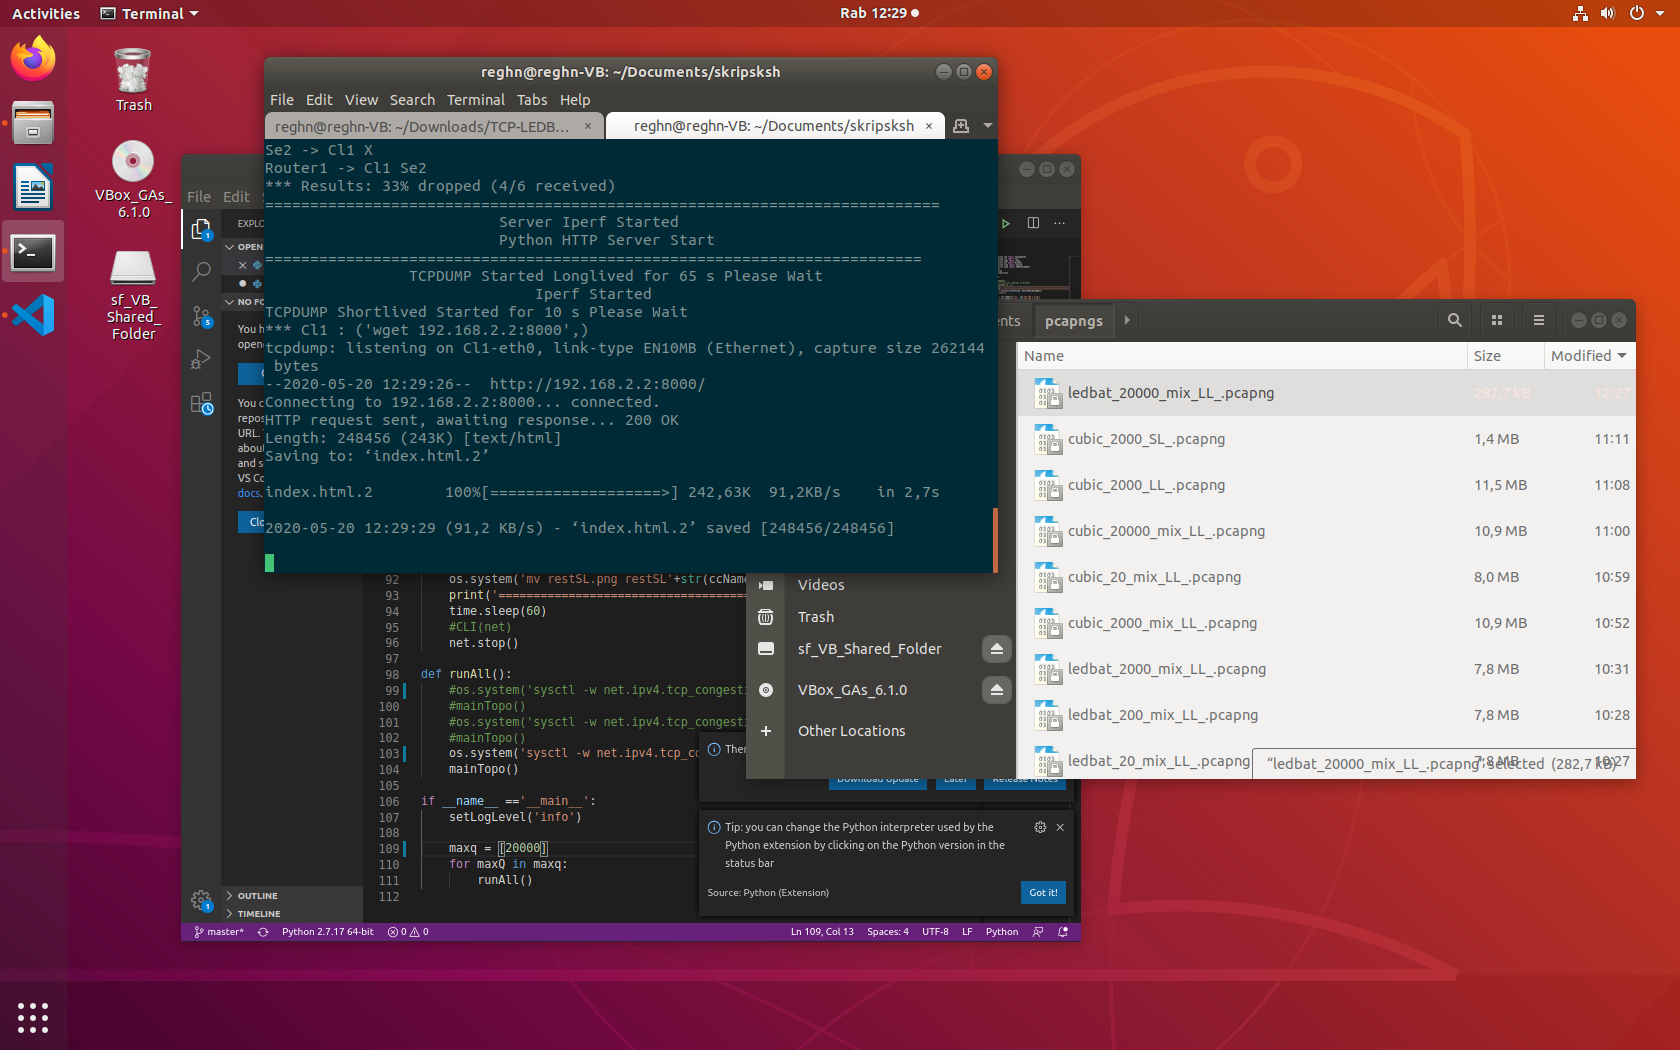 Activities
Terminal
Rab 12:29
Trash
VBox_GAs_
6.1.0
sf_VB_
Shared_
Folder
reghn@reghn-VB: ~/Documents/skripsksh
File Edit View Search Terminal Tabs Help
reghn@reghn-VB: ~/Downloads/TCP-LEDB... ×
reghn@reghn-VB: ~/Documents/skripsksh ×
Se2 -> Cl1 X
Router1 -> Cl1 Se2
*** Results: 33% dropped (4/6 received)
===========================================================================
Server Iperf Started
Python HTTP Server Start
=========================================================================
TCPDUMP Started Longlived for 65 s Please Wait
Iperf Started
TCPDUMP Shortlived Started for 10 s Please Wait
*** Cl1 : ('wget 192.168.2.2:8000',)
tcpdump: listening on Cl1-eth0, link-type EN10MB (Ethernet), capture size 262144
bytes
--2020-05-20 12:29:26-- http://192.168.2.2:8000/
Connecting to 192.168.2.2:8000... connected.
HTTP request sent, awaiting response... 200 OK
Length: 248456 (243K) [text/html]
Saving to: ‘index.html.2’
index.html.2 100%[===================>] 242,63K 91,2KB/s in 2,7s
2020-05-20 12:29:29 (91,2 KB/s) - ‘index.html.2’ saved [248456/248456]
File Edit
EXPLO
OPEN
NO FO
You h
opene
You c
repos
URL.
about
and s
VS Co
docs.
Clo
92 os.system('mv restSL.png restSL'+str(ccName
93 print('===================================
94 time.sleep(60)
95 #CLI(net)
96 net.stop()
97
98 def runAll():
99 #os.system('sysctl -w net.ipv4.tcp_congesti
100 #mainTopo()
101 #os.system('sysctl -w net.ipv4.tcp_congesti
102 #mainTopo()
103 os.system('sysctl -w net.ipv4.tcp_co
104 mainTopo()
105
106 if __name__ =='__main__':
107 setLogLevel('info')
108
109 maxq = [20000]
110 for maxQ in maxq:
111 runAll()
112
OUTLINE
TIMELINE
master* Python 2.7.17 64-bit 0 0
Ln 109, Col 13 Spaces: 4 UTF-8 LF Python
Ther
Download Update Later Release Notes
Tip: you can change the Python interpreter used by the
Python extension by clicking on the Python version in the
status bar
Source: Python (Extension)
Got it!
ents pcapngs
Videos
Trash
sf_VB_Shared_Folder
VBox_GAs_6.1.0
+ Other Locations
Name Size Modified
ledbat_20000_mix_LL_.pcapng 282,7 kB 12:27
cubic_2000_SL_.pcapng 1,4 MB 11:11
cubic_2000_LL_.pcapng 11,5 MB 11:08
cubic_20000_mix_LL_.pcapng 10,9 MB 11:00
cubic_20_mix_LL_.pcapng 8,0 MB 10:59
cubic_2000_mix_LL_.pcapng 10,9 MB 10:52
ledbat_2000_mix_LL_.pcapng 7,8 MB 10:31
ledbat_200_mix_LL_.pcapng 7,8 MB 10:28
ledbat_20_mix_LL_.pcapng 7,8 MB 10:27
“ledbat_20000_mix_LL_.pcapng” selected (282,7 kB)